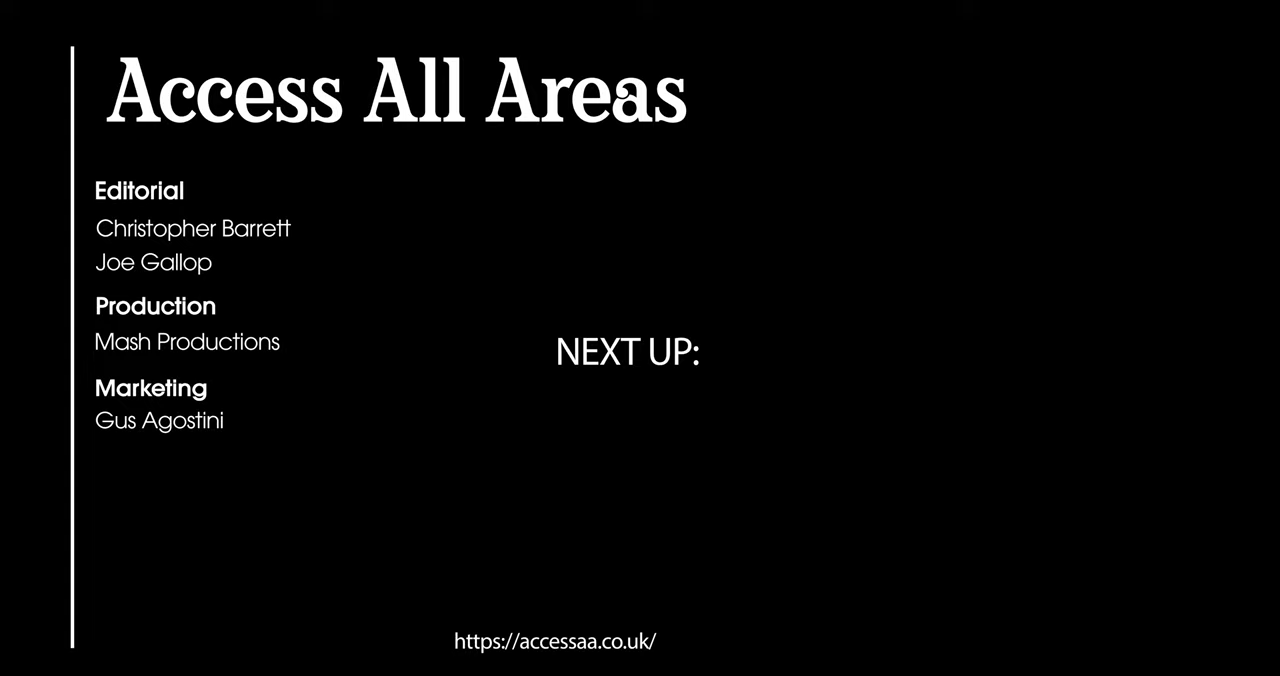 Access All Areas
Editorial
Christopher Barrett
Joe Gallop
Production
Mash Productions
Marketing
Gus Agostini
NEXT UP:
https://accessaa.co.uk/